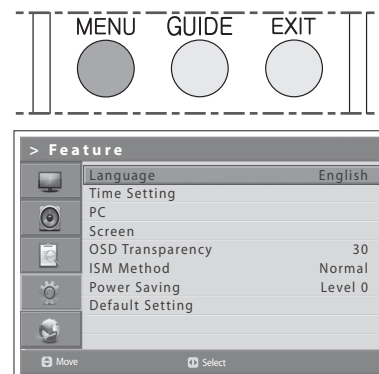 MENU GUIDE EXIT
> Feature
Language English
Time Setting
PC
Screen
OSD Transparency 30
ISM Method Normal
Power Saving Level 0
Default Setting
Move Select